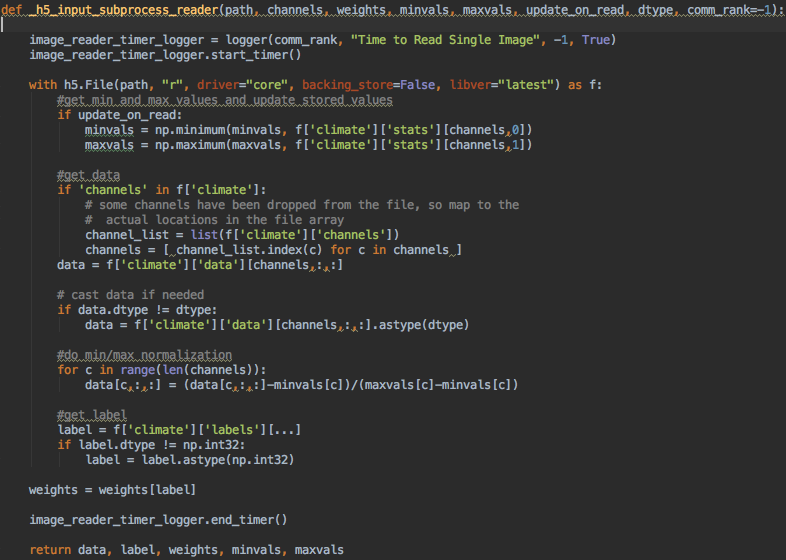 def _h5_input_subprocess_reader(path, channels, weights, minvals, maxvals, update_on_read, dtype, comm_rank=-1):
    image_reader_timer_logger = logger(comm_rank, "Time to Read Single Image", -1, True)
    image_reader_timer_logger.start_timer()
    with h5.File(path, "r", driver="core", backing_store=False, libver="latest") as f:
        #get min and max values and update stored values
        if update_on_read:
            minvals = np.minimum(minvals, f['climate']['stats'][channels,0])
            maxvals = np.maximum(maxvals, f['climate']['stats'][channels,1])
        #get data
        if 'channels' in f['climate']:
            # some channels have been dropped from the file, so map to the
            #  actual locations in the file array
            channel_list = list(f['climate']['channels'])
            channels = [ channel_list.index(c) for c in channels ]
        data = f['climate']['data'][channels,:,:]
        # cast data if needed
        if data.dtype != dtype:
            data = f['climate']['data'][channels,:,:].astype(dtype)
        #do min/max normalization
        for c in range(len(channels)):
            data[c,:,:] = (data[c,:,:]-minvals[c])/(maxvals[c]-minvals[c])
        #get label
        label = f['climate']['labels'][...]
        if label.dtype != np.int32:
            label = label.astype(np.int32)
    weights = weights[label]
    image_reader_timer_logger.end_timer()
    return data, label, weights, minvals, maxvals